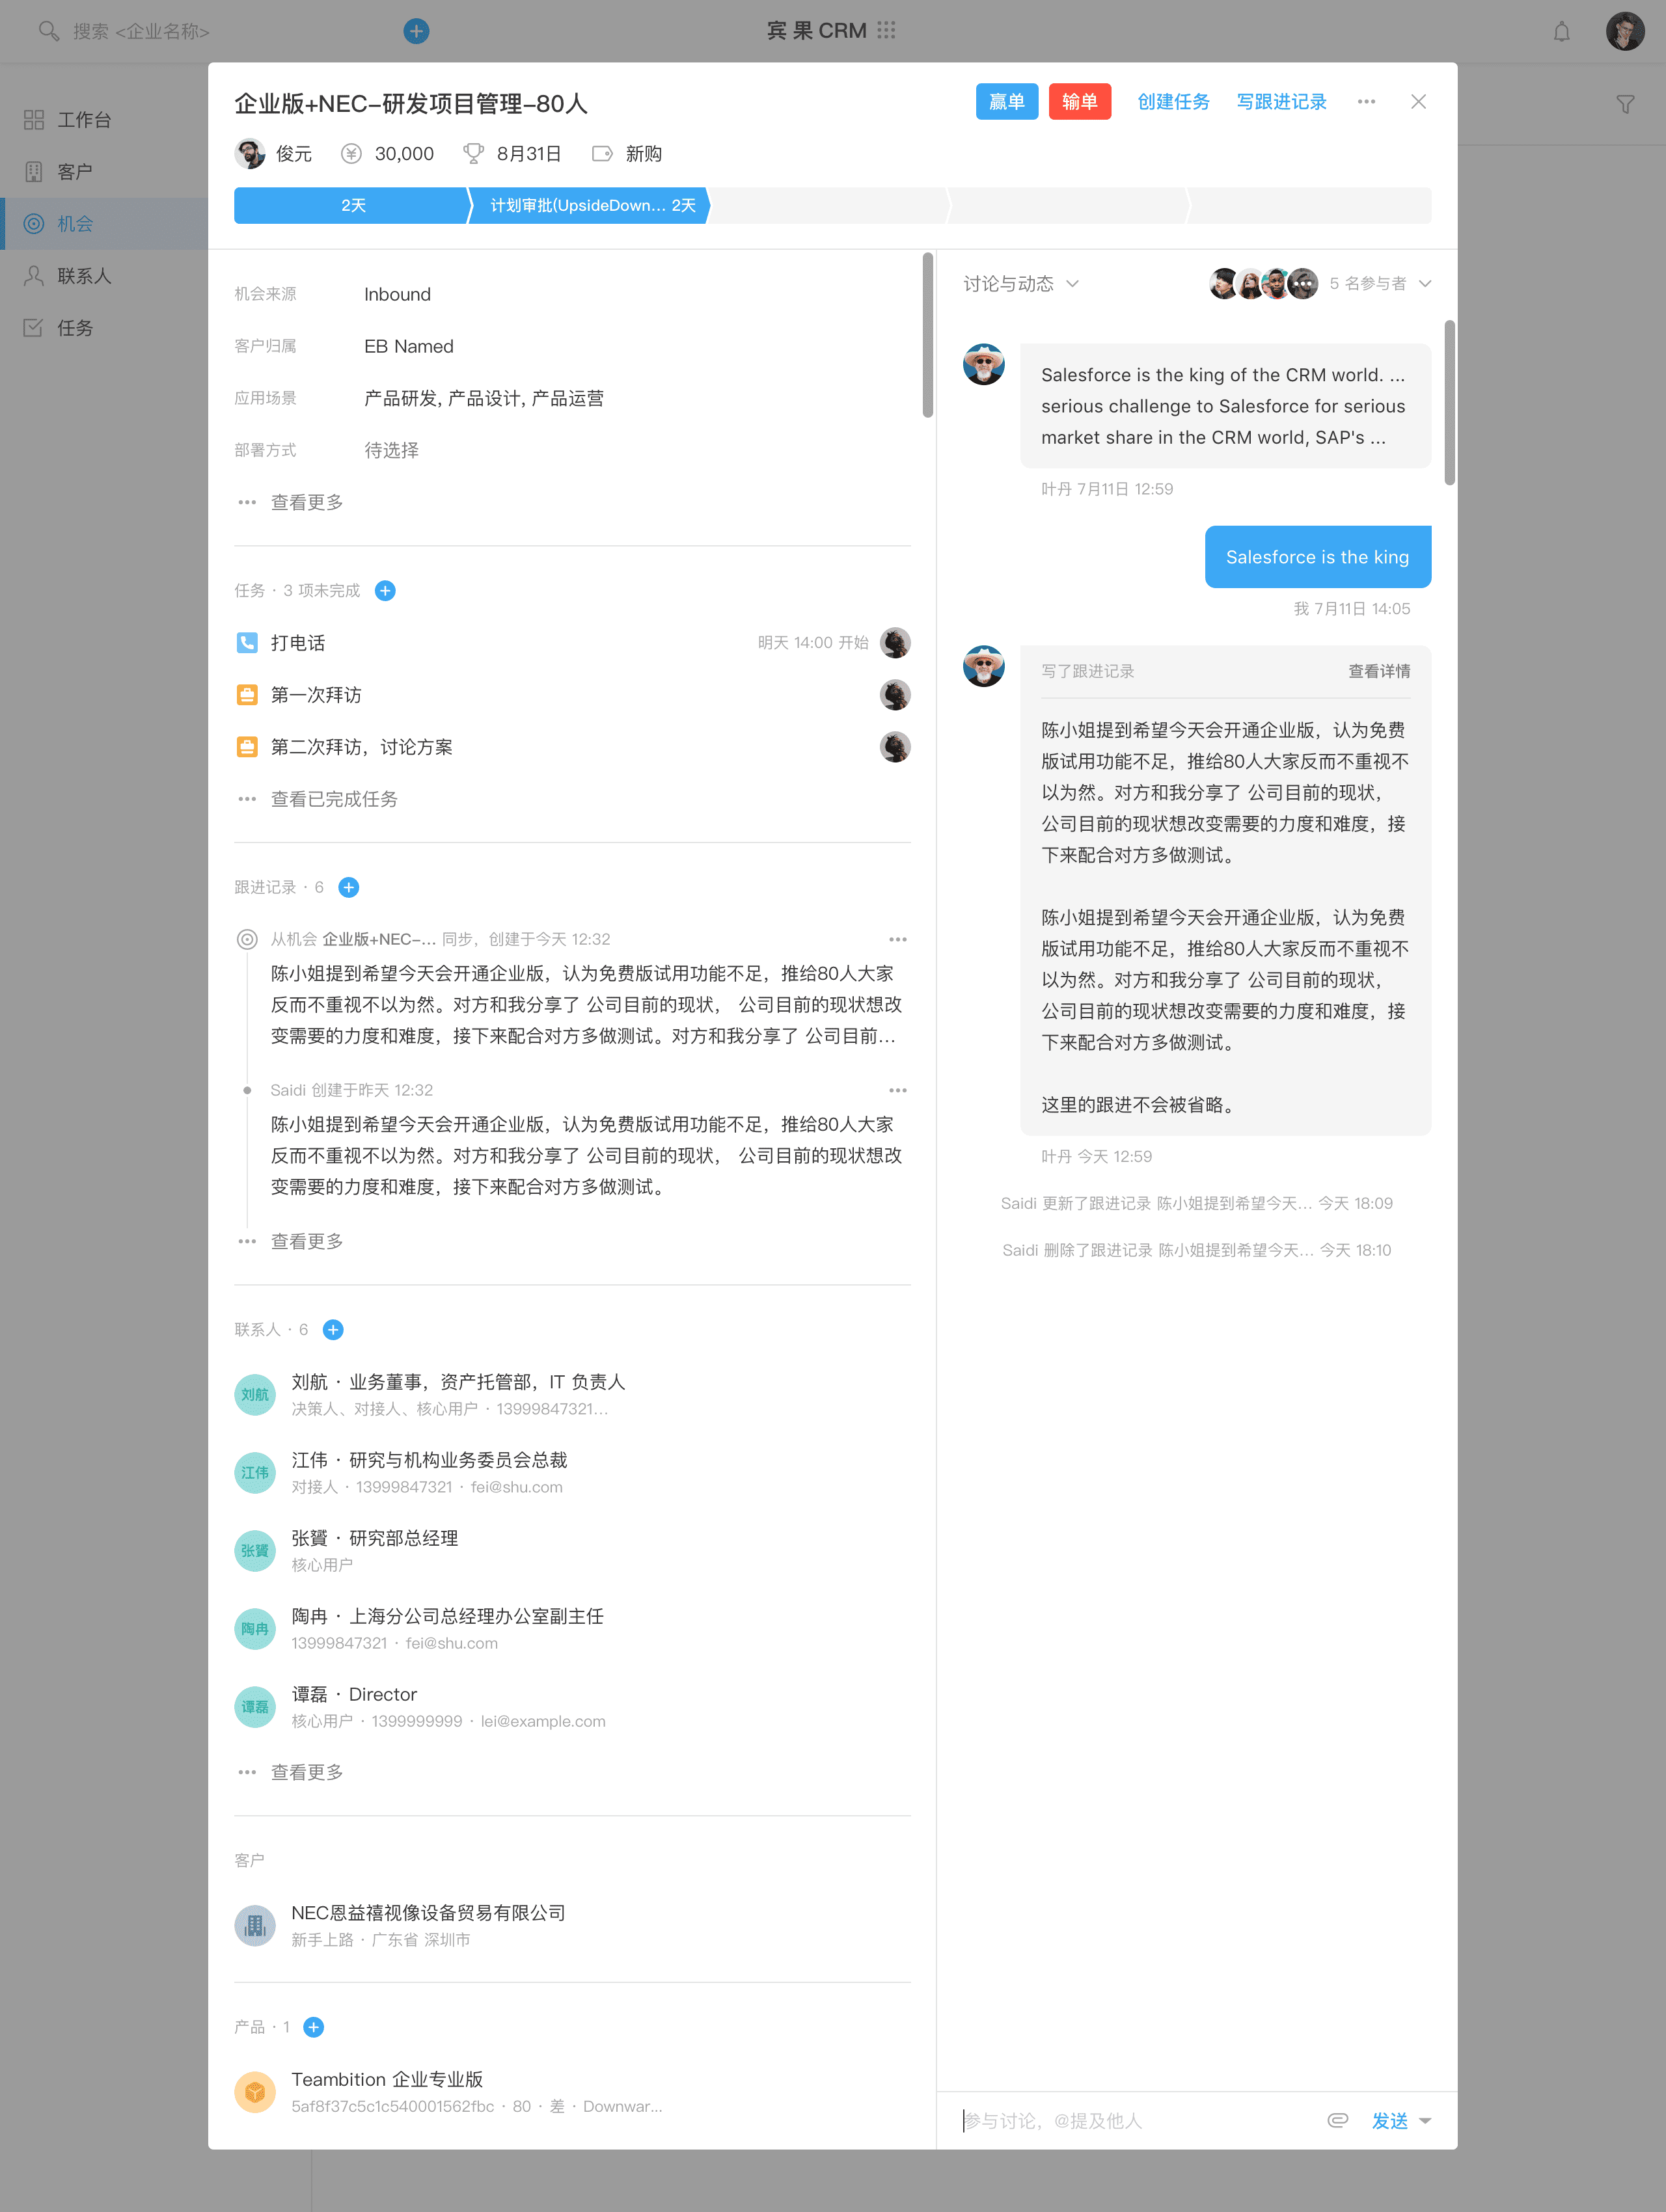 搜索 <企业名称>
宾果 CRM
工作台
客户
机会
联系人
任务
企业版+NEC-研发项目管理-80人
赢单
输单
创建任务
写跟进记录
俊元
30,000
8月31日
新购
2天
计划审批(UpsideDown... 2天
机会来源 Inbound
客户归属 EB Named
应用场景 产品研发, 产品设计, 产品运营
部署方式 待选择
查看更多
任务 · 3 项未完成
打电话 明天 14:00 开始
第一次拜访
第二次拜访，讨论方案
查看已完成任务
跟进记录 · 6
从机会 企业版+NEC-... 同步，创建于今天 12:32
陈小姐提到希望今天会开通企业版，认为免费版试用功能不足，推给80人大家
反而不重视不以为然。对方和我分享了 公司目前的现状， 公司目前的现状想改
变需要的力度和难度，接下来配合对方多做测试。对方和我分享了 公司目前...
Saidi 创建于昨天 12:32
陈小姐提到希望今天会开通企业版，认为免费版试用功能不足，推给80人大家
反而不重视不以为然。对方和我分享了 公司目前的现状， 公司目前的现状想改
变需要的力度和难度，接下来配合对方多做测试。
查看更多
联系人 · 6
刘航
刘航 · 业务董事，资产托管部，IT 负责人
决策人、对接人、核心用户 · 13999847321...
江伟
江伟 · 研究与机构业务委员会总裁
对接人 · 13999847321 · fei@shu.com
张赟
张赟 · 研究部总经理
核心用户
陶冉
陶冉 · 上海分公司总经理办公室副主任
13999847321 · fei@shu.com
谭磊
谭磊 · Director
核心用户 · 1399999999 · lei@example.com
查看更多
客户
NEC恩益禧视像设备贸易有限公司
新手上路 · 广东省 深圳市
产品 · 1
Teambition 企业专业版
5af8f37c5c1c540001562fbc · 80 · 差 · Downwar...
讨论与动态
5 名参与者
Salesforce is the king of the CRM world. ...
serious challenge to Salesforce for serious
market share in the CRM world, SAP's ...
叶丹 7月11日 12:59
Salesforce is the king
我 7月11日 14:05
写了跟进记录 查看详情
陈小姐提到希望今天会开通企业版，认为免费
版试用功能不足，推给80人大家反而不重视不
以为然。对方和我分享了 公司目前的现状，
公司目前的现状想改变需要的力度和难度，接
下来配合对方多做测试。
陈小姐提到希望今天会开通企业版，认为免费
版试用功能不足，推给80人大家反而不重视不
以为然。对方和我分享了 公司目前的现状，
公司目前的现状想改变需要的力度和难度，接
下来配合对方多做测试。
这里的跟进不会被省略。
叶丹 今天 12:59
Saidi 更新了跟进记录 陈小姐提到希望今天... 今天 18:09
Saidi 删除了跟进记录 陈小姐提到希望今天... 今天 18:10
参与讨论，@提及他人
发送